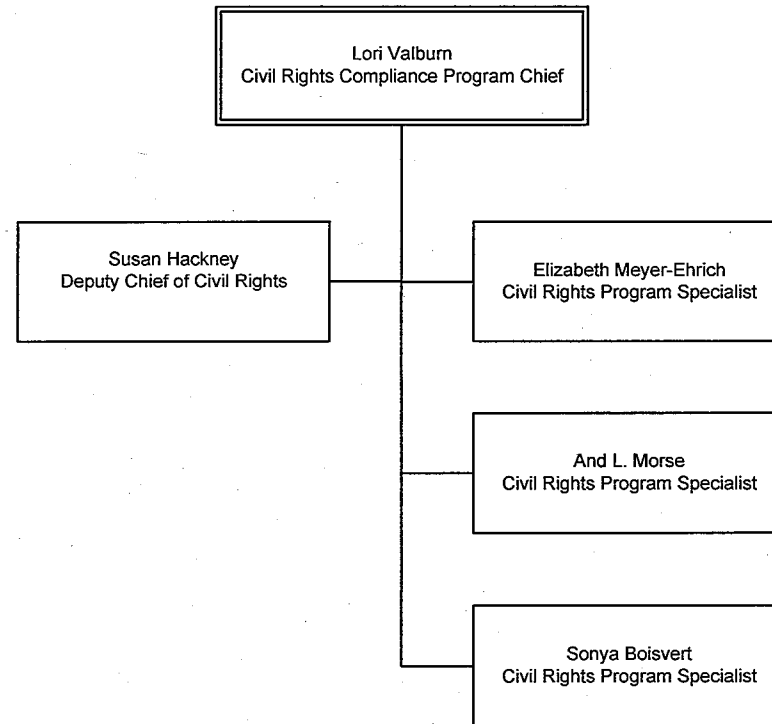 Lori Valburn
Civil Rights Compliance Program Chief
Susan Hackney
Deputy Chief of Civil Rights
Elizabeth Meyer-Ehrich
Civil Rights Program Specialist
And L. Morse
Civil Rights Program Specialist
Sonya Boisvert
Civil Rights Program Specialist